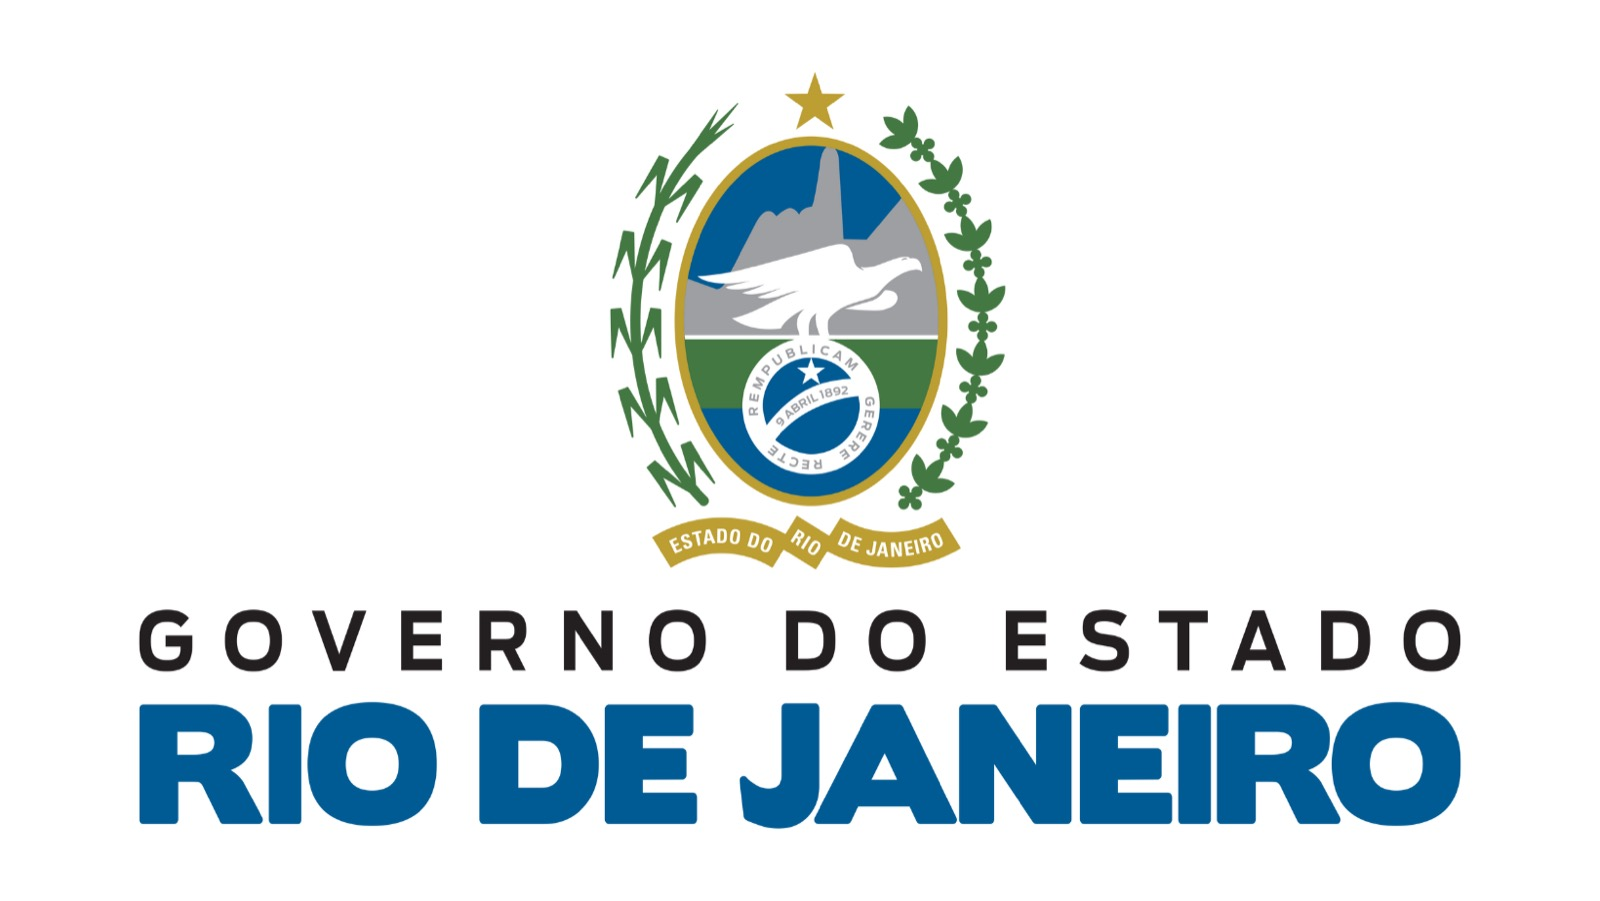 REMPUBLICAM GERERE RECTE
9 ABRIL 1892
ESTADO DO RIO DE JANEIRO
GOVERNO DO ESTADO
RIO DE JANEIRO